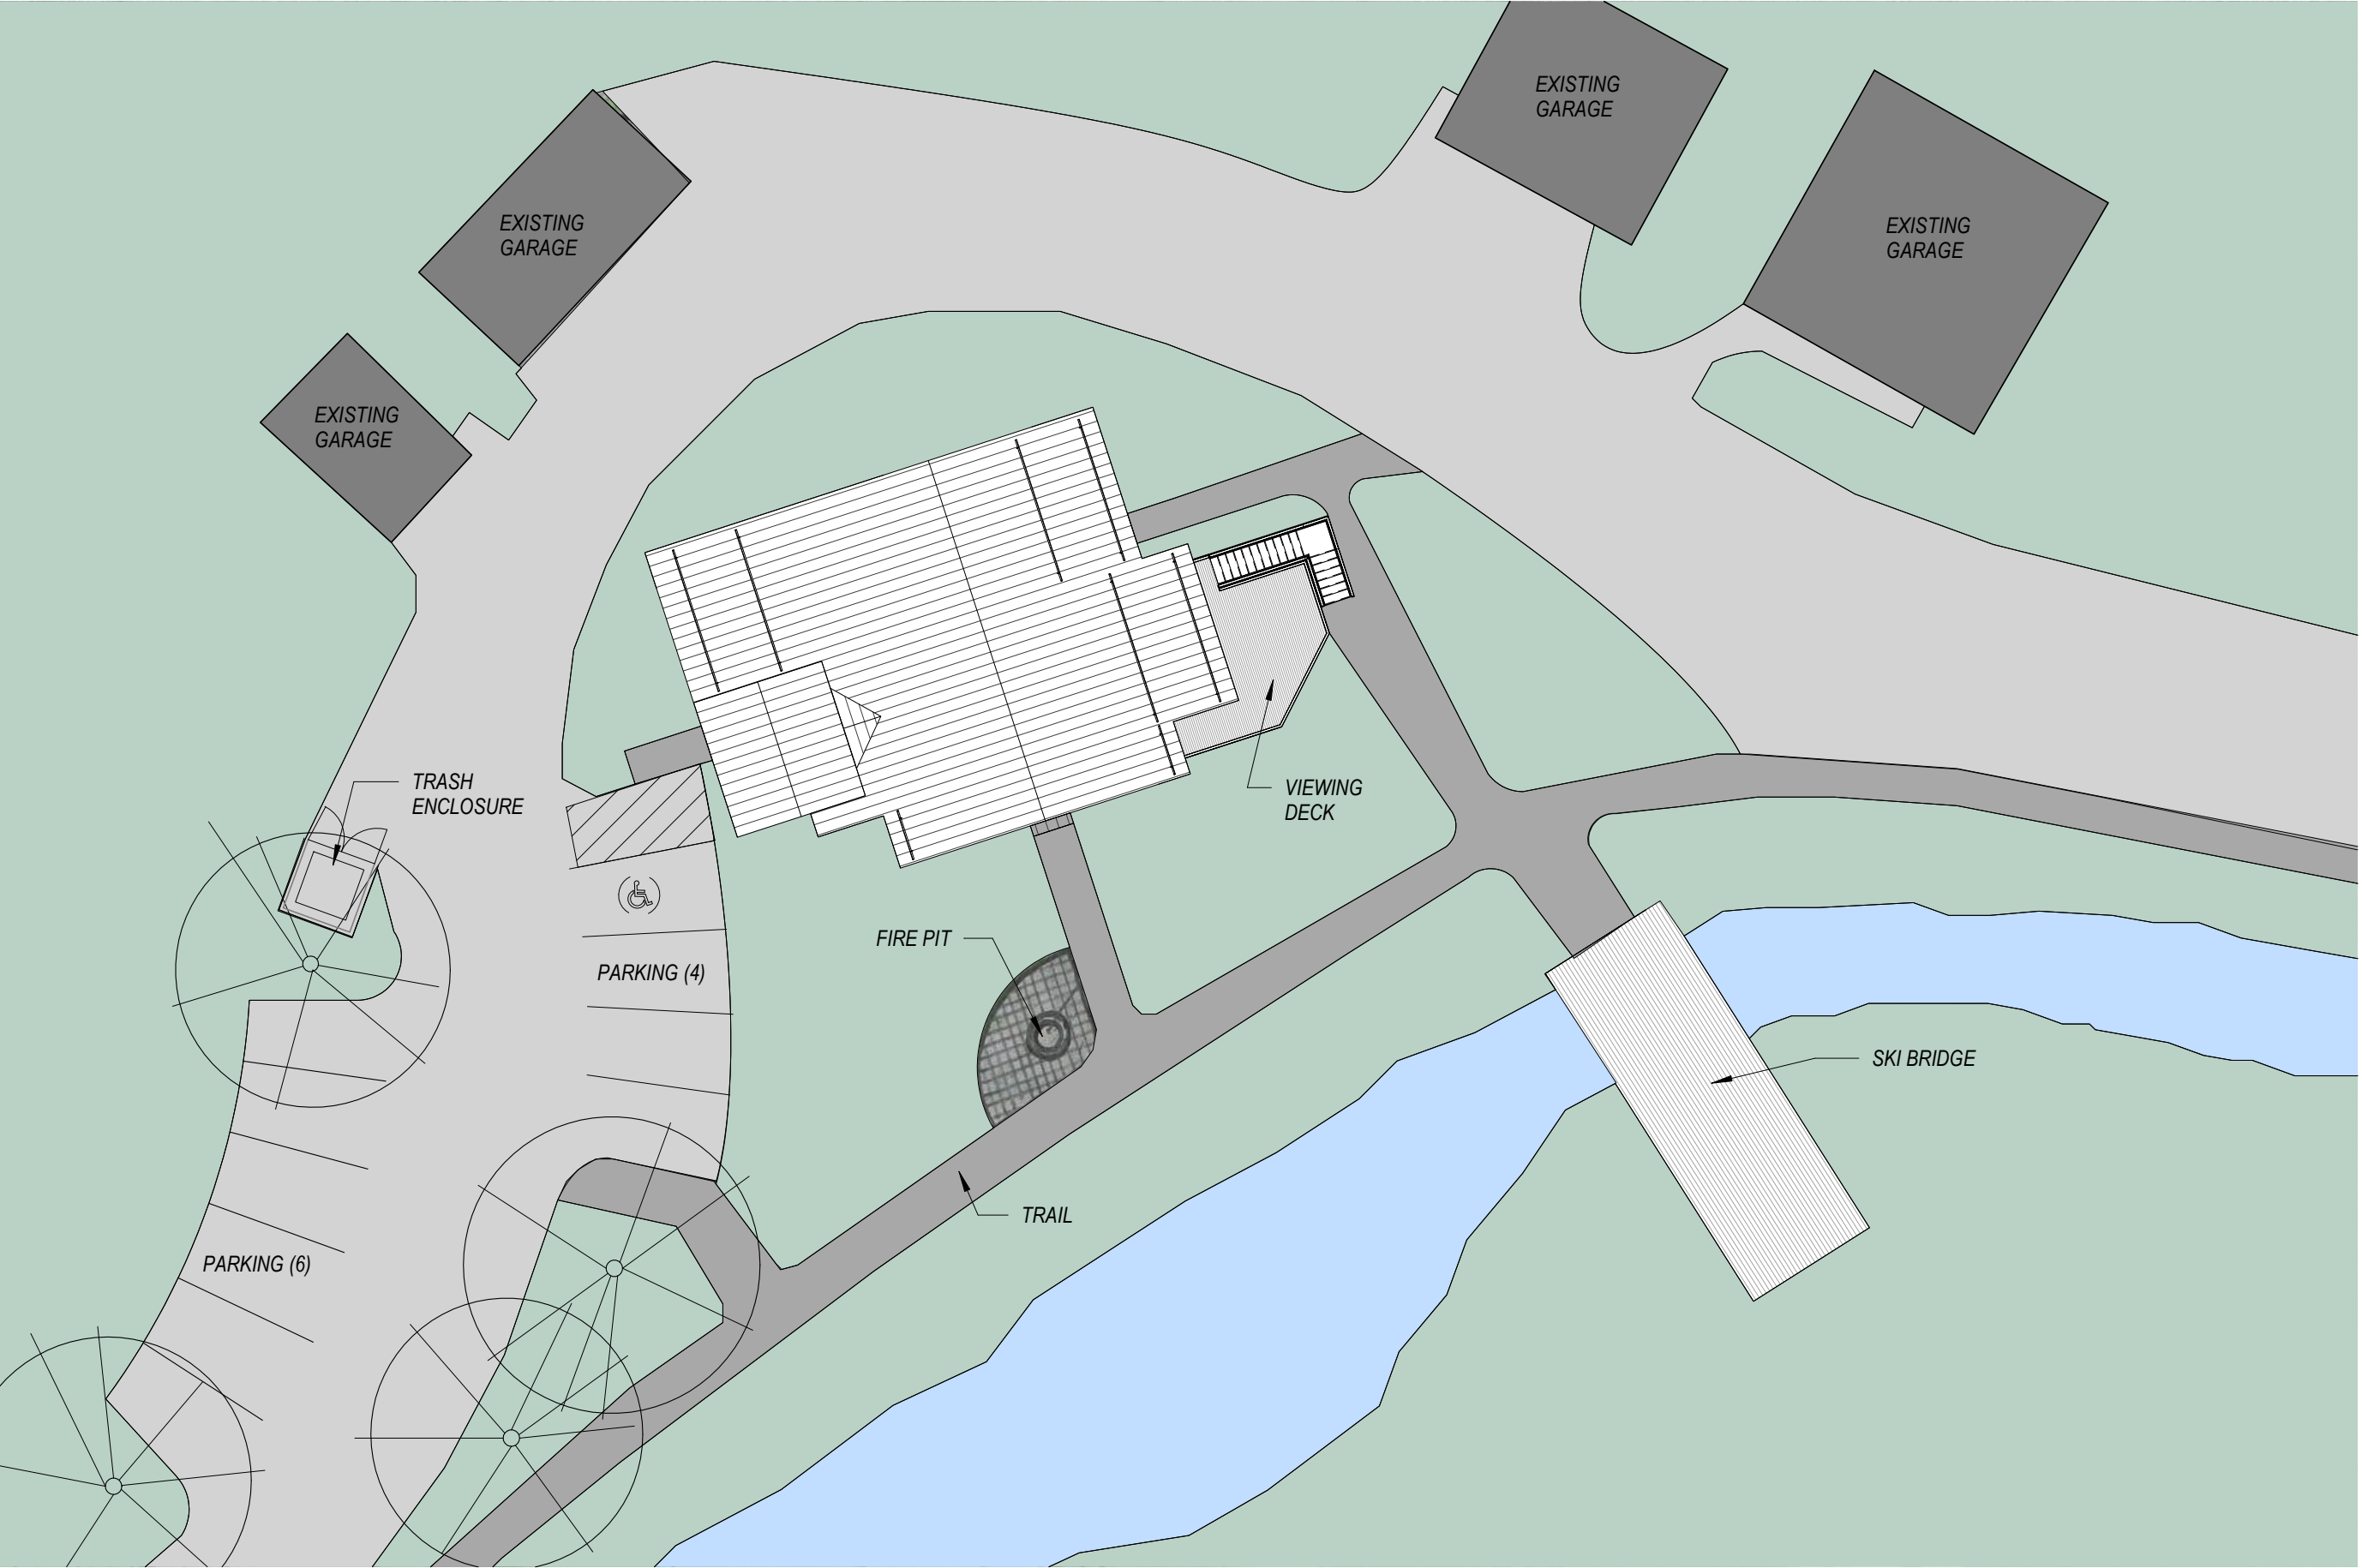 EXISTING
GARAGE
EXISTING
GARAGE
EXISTING
GARAGE
EXISTING
GARAGE
TRASH
ENCLOSURE
VIEWING
DECK
FIRE PIT
PARKING (4)
SKI BRIDGE
TRAIL
PARKING (6)